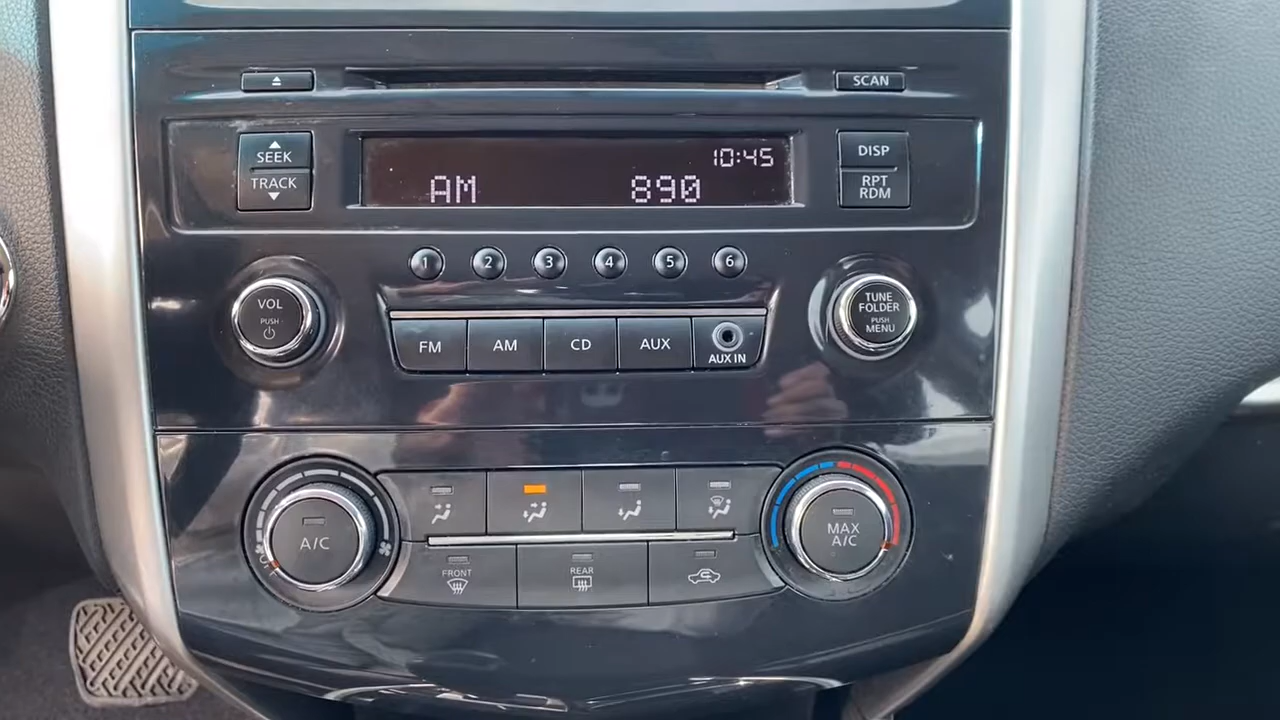 SCAN
SEEK
TRACK
10:45
AM 890
DISP
RPT
RDM
1 2 3 4 5 6
VOL
PUSH
TUNE
FOLDER
PUSH
MENU
FM AM CD AUX
AUX IN
A/C
OFF
MAX
A/C
FRONT
REAR